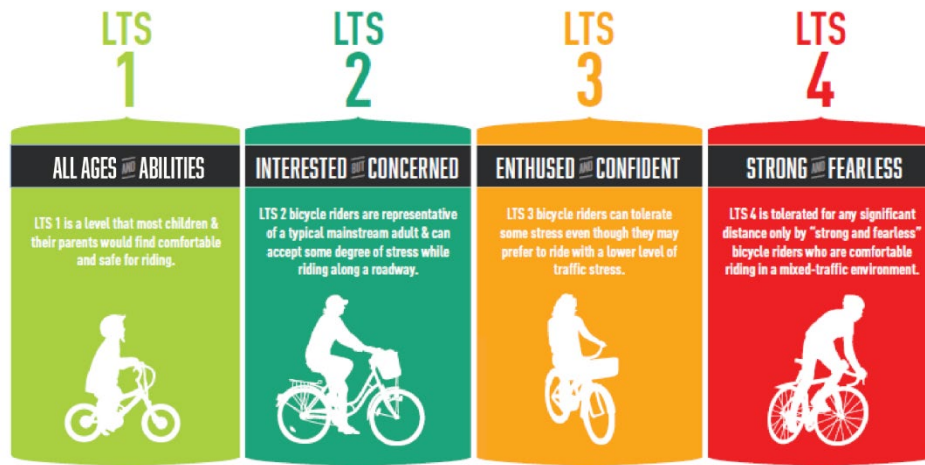 LTS
1
ALL AGES AND ABILITIES
LTS 1 is a level that most children &
their parents would find comfortable
and safe for riding.
LTS
2
INTERESTED BUT CONCERNED
LTS 2 bicycle riders are representative
of a typical mainstream adult & can
accept some degree of stress while
riding along a roadway.
LTS
3
ENTHUSED AND CONFIDENT
LTS 3 bicycle riders can tolerate
some stress even though they may
prefer to ride with a lower level of
traffic stress.
LTS
4
STRONG AND FEARLESS
LTS 4 is tolerated for any significant
distance only by "strong and fearless"
bicycle riders who are comfortable
riding in a mixed-traffic environment.